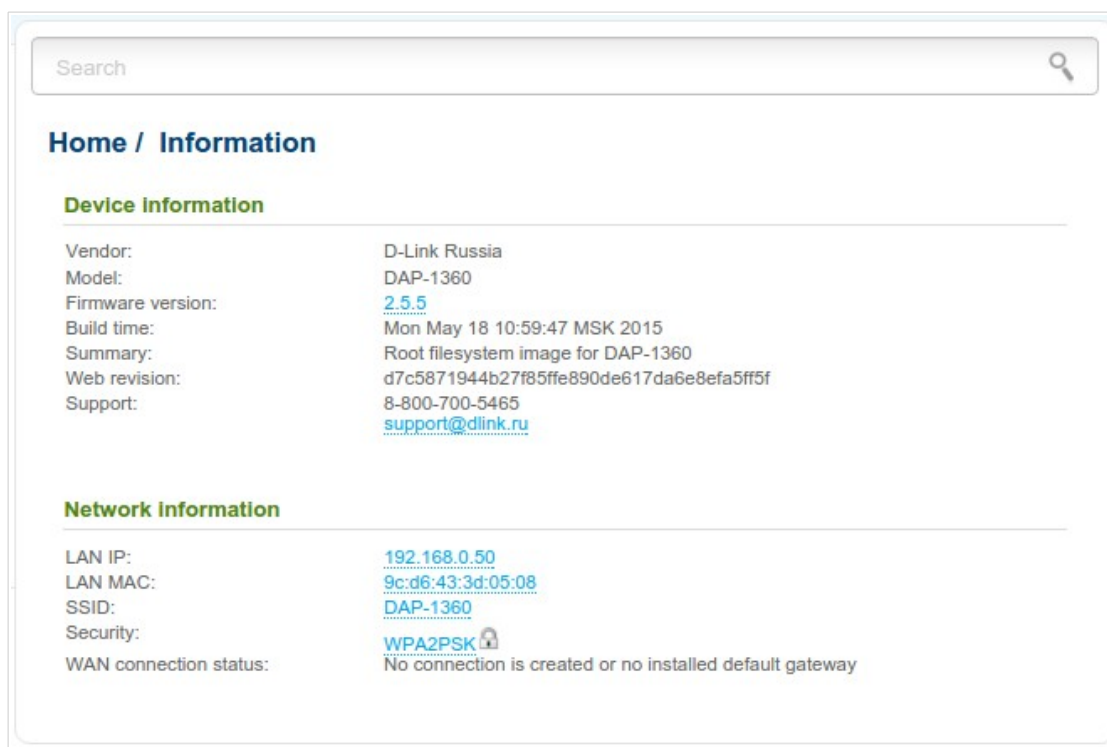 Search
Home / Information
Device information
Vendor: D-Link Russia
Model: DAP-1360
Firmware version: 2.5.5
Build time: Mon May 18 10:59:47 MSK 2015
Summary: Root filesystem image for DAP-1360
Web revision: d7c5871944b27f85ffe890de617da6e8efa5ff5f
Support: 8-800-700-5465
support@dlink.ru
Network information
LAN IP: 192.168.0.50
LAN MAC: 9c:d6:43:3d:05:08
SSID: DAP-1360
Security: WPA2PSK
WAN connection status: No connection is created or no installed default gateway